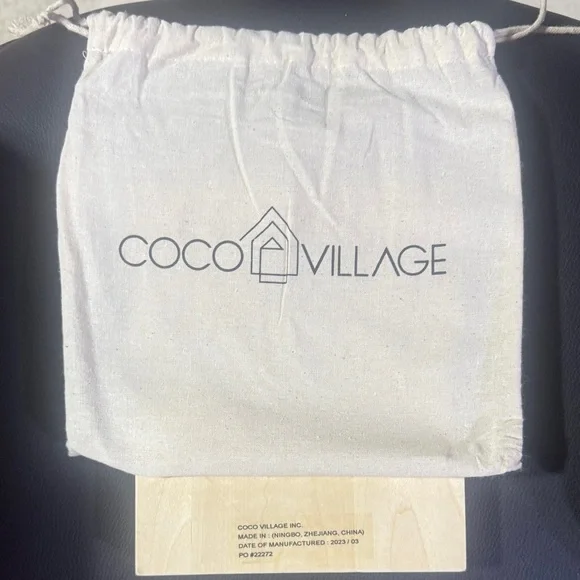 COCO VILLAGE
COCO VILLAGE INC.
MADE IN : (NINGBO, ZHEJIANG, CHINA)
DATE OF MANUFACTURED : 2023 / 03
PO #22272